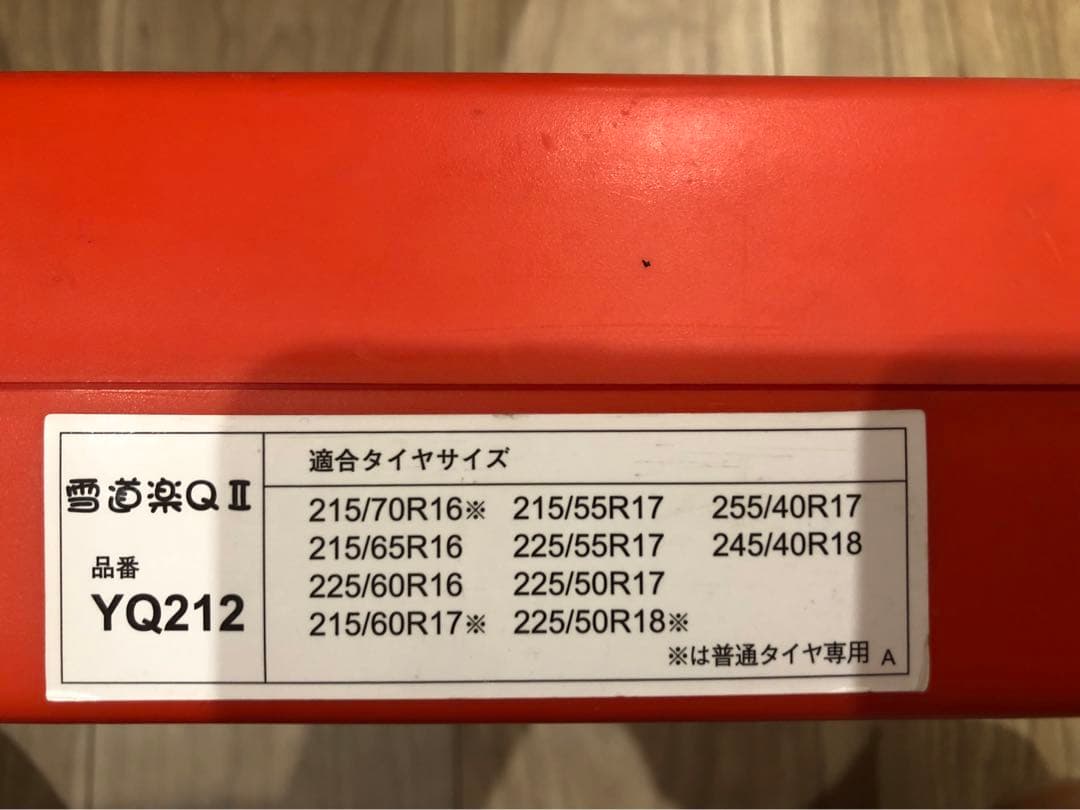 雪道楽QⅡ
品番
YQ212
適合タイヤサイズ
215/70R16※ 215/55R17 255/40R17
215/65R16 225/55R17 245/40R18
225/60R16 225/50R17
215/60R17※ 225/50R18※
※は普通タイヤ専用 A